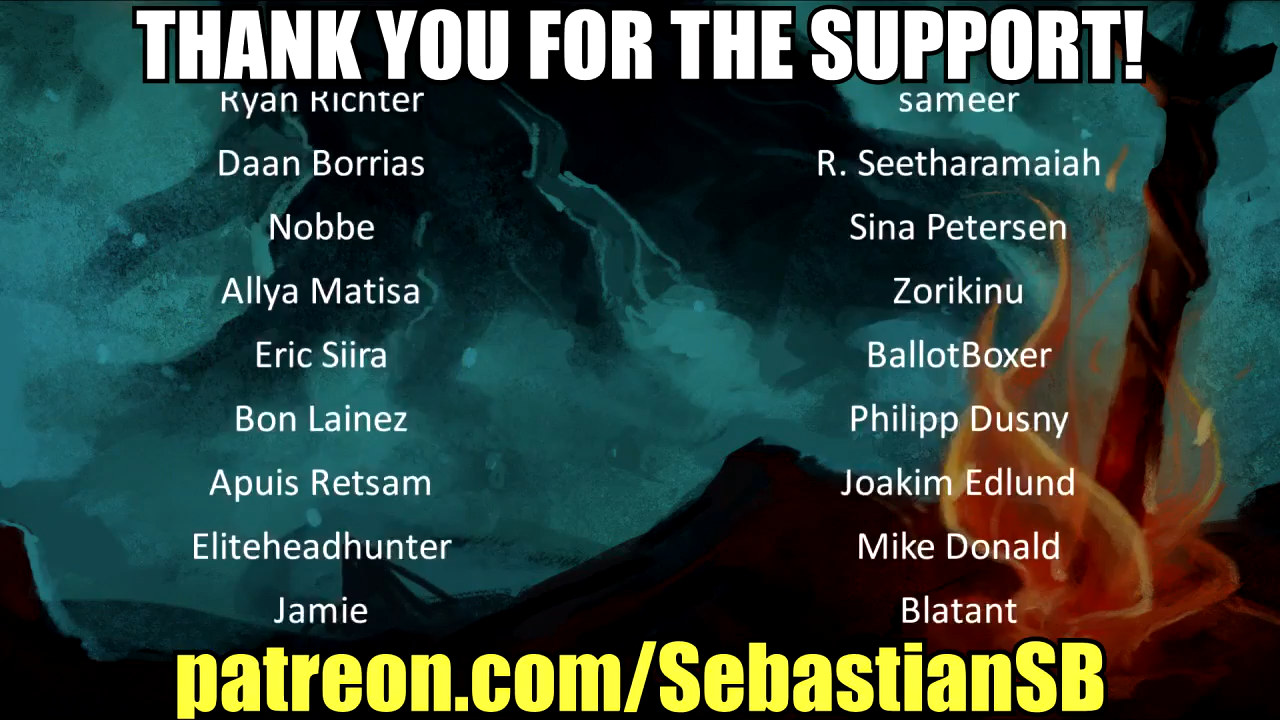 THANK YOU FOR THE SUPPORT!
Ryan Richter
Daan Borrias
Nobbe
Allya Matisa
Eric Siira
Bon Lainez
Apuis Retsam
Eliteheadhunter
Jamie
sameer
R. Seetharamaiah
Sina Petersen
Zorikinu
BallotBoxer
Philipp Dusny
Joakim Edlund
Mike Donald
Blatant
patreon.com/SebastianSB